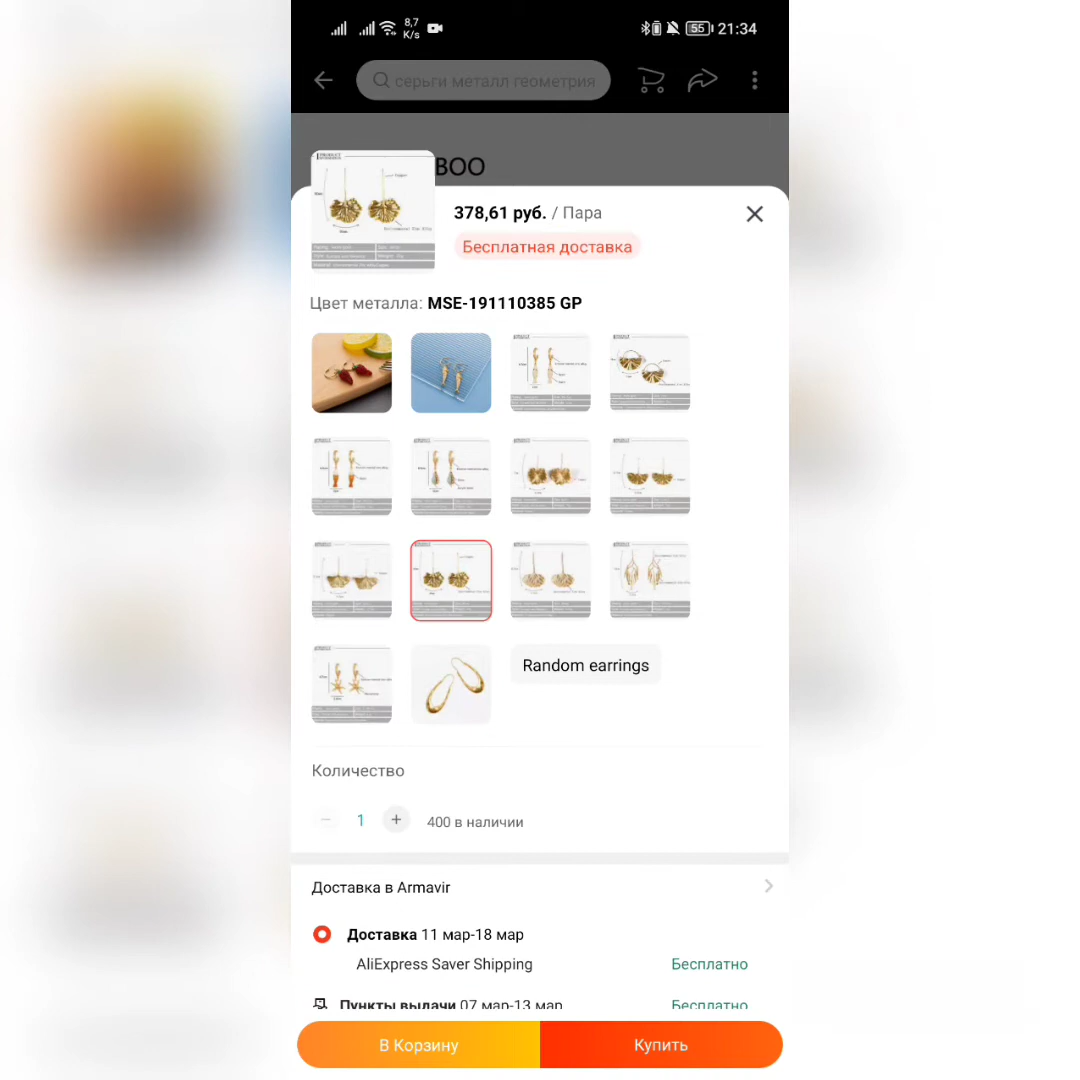 8,7
K/s
55
21:34
серьги металл геометрия
BOO
378,61 руб. / Пара
Бесплатная доставка
Цвет металла: MSE-191110385 GP
Random earrings
Количество
1
400 в наличии
Доставка в Armavir
Доставка 11 мар-18 мар
AliExpress Saver Shipping
Бесплатно
Пункты выдачи 07 мар-13 мар
Бесплатно
В Корзину
Купить